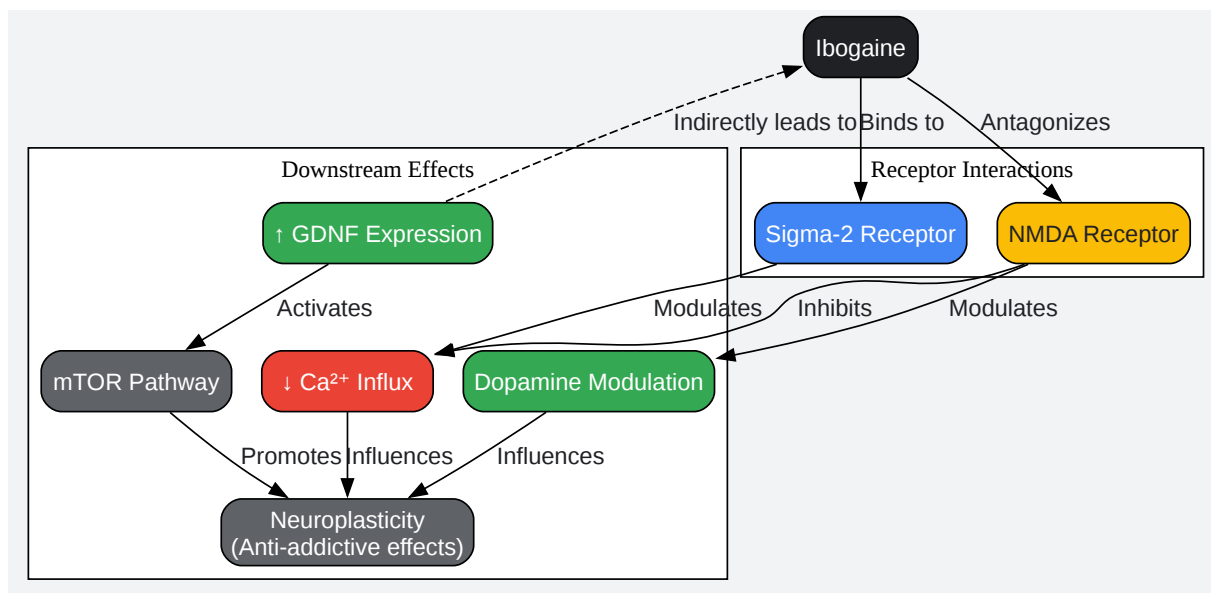 Ibogaine
Indirectly leads to
Binds to
Antagonizes
Downstream Effects
Receptor Interactions
↑ GDNF Expression
Sigma-2 Receptor
NMDA Receptor
Activates
Modulates
Inhibits
Modulates
mTOR Pathway
↓ Ca²⁺ Influx
Dopamine Modulation
Promotes
Influences
Influences
Neuroplasticity
(Anti-addictive effects)